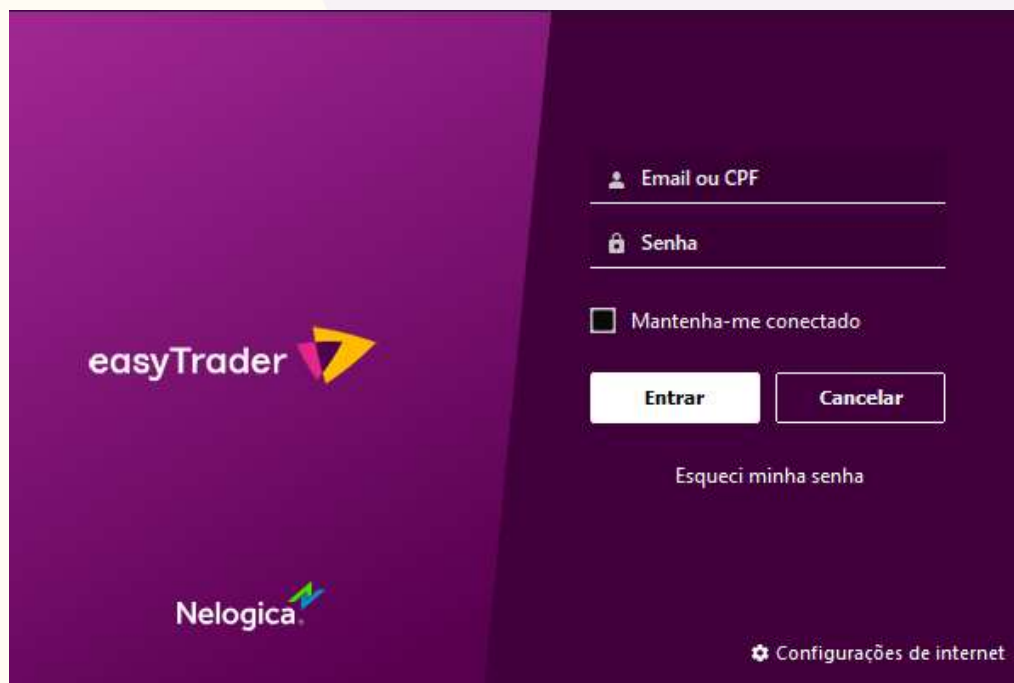 easyTrader
Nelogica
Email ou CPF
Senha
Mantenha-me conectado
Entrar
Cancelar
Esqueci minha senha
Configurações de internet